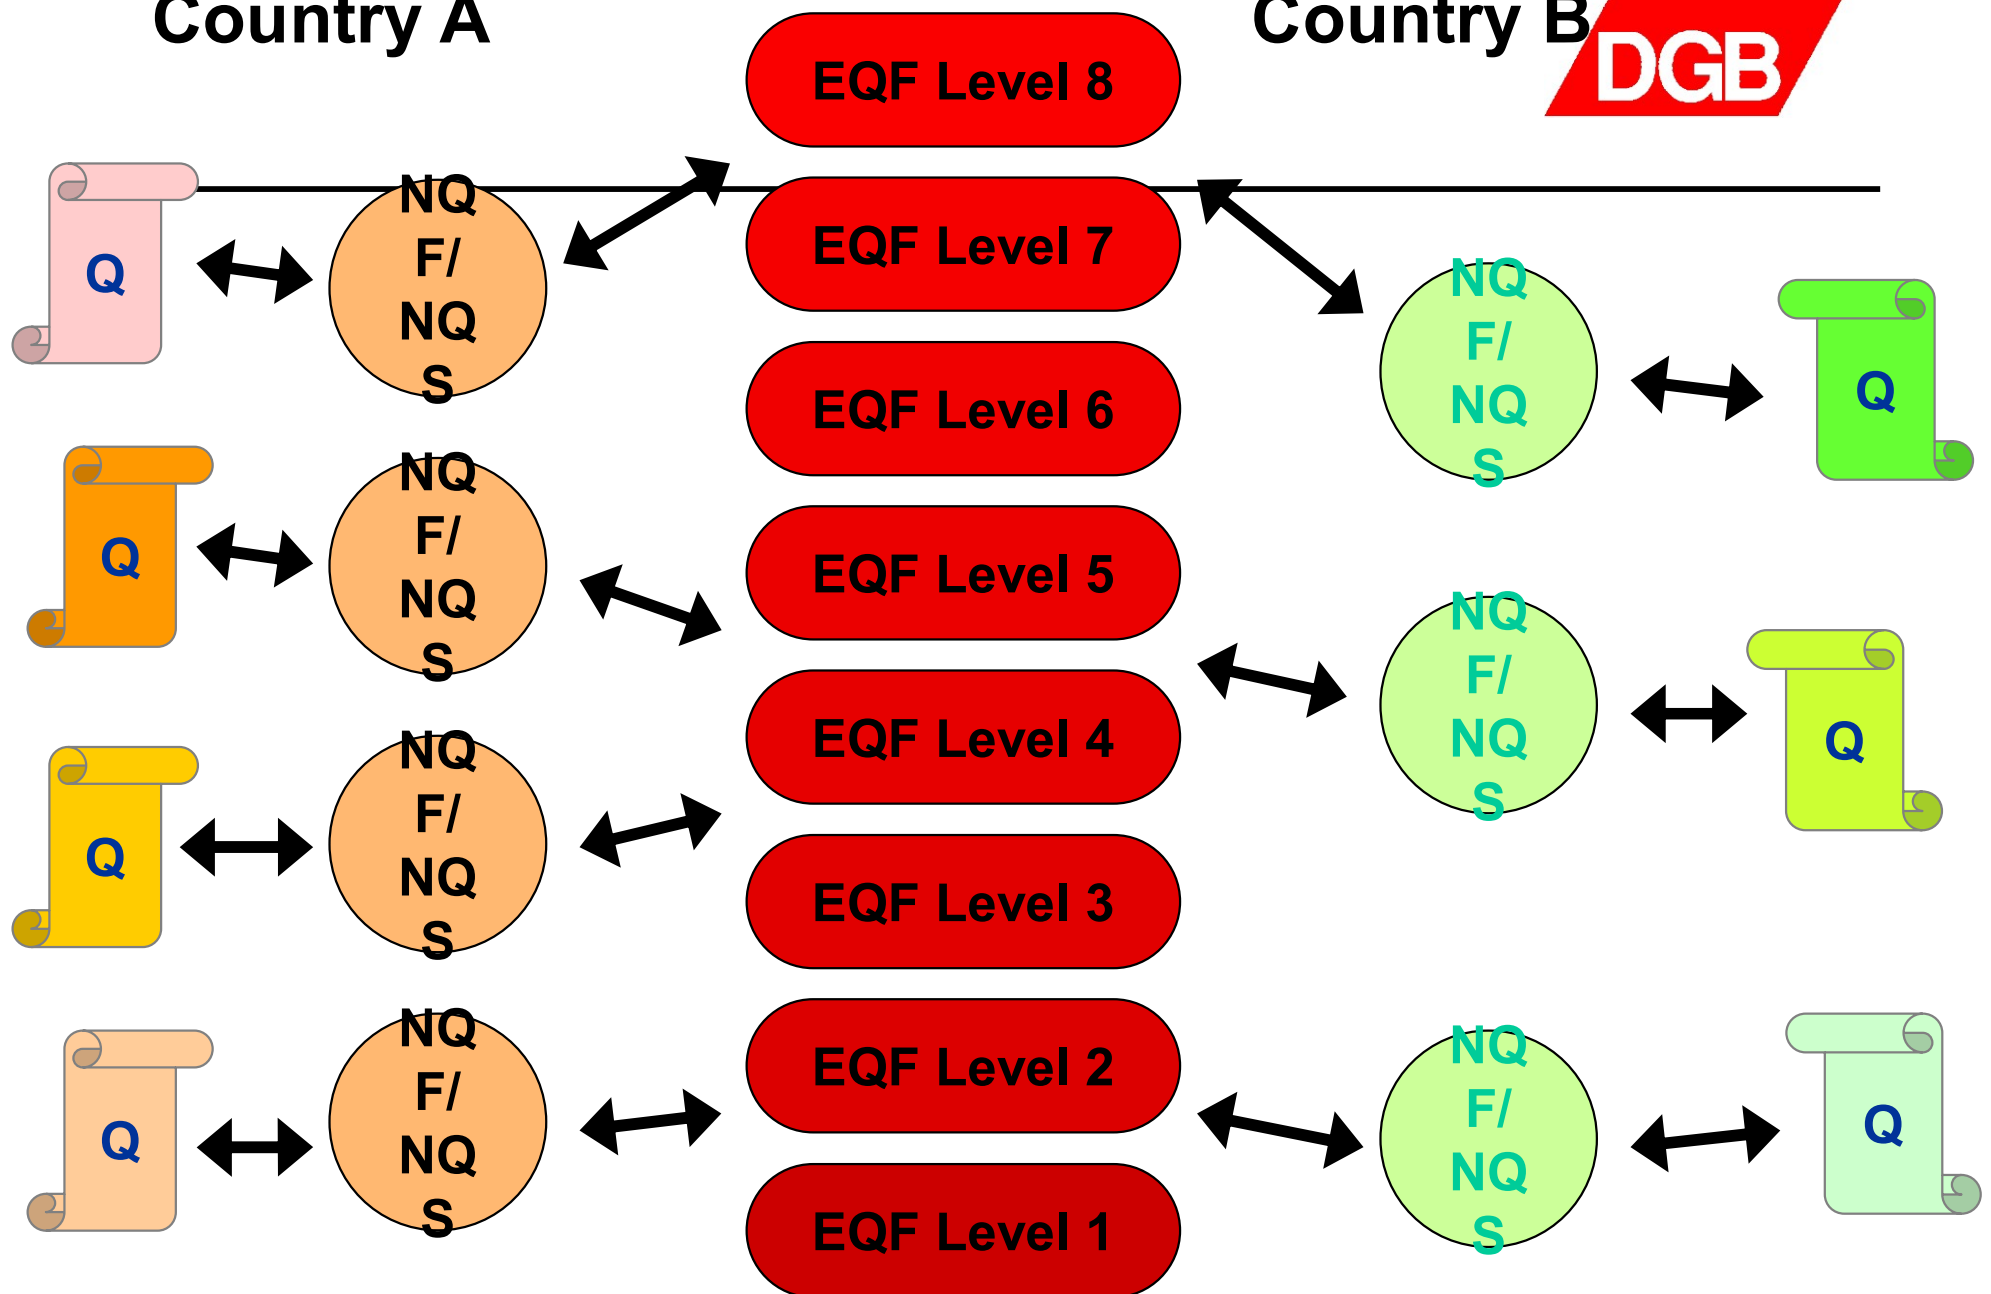 Country A
Country B
DGB
EQF Level 8
EQF Level 7
EQF Level 6
EQF Level 5
EQF Level 4
EQF Level 3
EQF Level 2
EQF Level 1
Q
NQ
F/
NQ
S
Q
NQ
F/
NQ
S
Q
NQ
F/
NQ
S
Q
NQ
F/
NQ
S
NQ
F/
NQ
S
Q
NQ
F/
NQ
S
Q
NQ
F/
NQ
S
Q